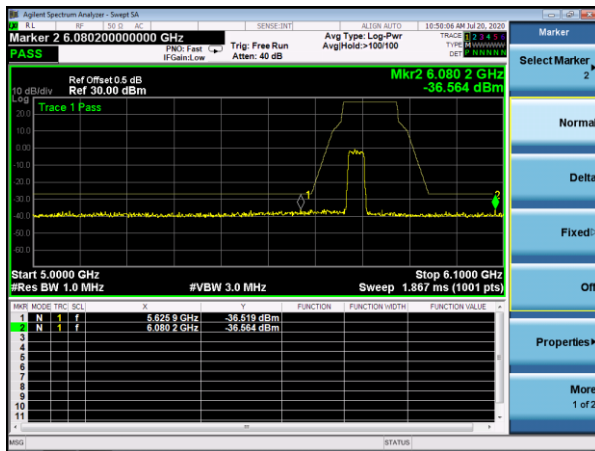 Agilent Spectrum Analyzer - Swept SA
RL RF 50 Ω AC SENSE:INT ALIGN AUTO 10:50:06 AM Jul 20, 2020
Marker 2 6.080200000000 GHz
PASS
PNO: Fast
IFGain:Low
Trig: Free Run
Atten: 40 dB
Avg Type: Log-Pwr
Avg|Hold:>100/100
TRACE 1 2 3 4 5 6
TYPE M WWWWW
DET P N N N N N
Ref Offset 0.5 dB
10 dB/div Ref 30.00 dBm
Mkr2 6.080 2 GHz
-36.564 dBm
Log
Trace 1 Pass
20.0
10.0
0.00
-10.0
-20.0
-30.0
-40.0
-50.0
-60.0
1
2
Start 5.0000 GHz
Stop 6.1000 GHz
#Res BW 1.0 MHz
#VBW 3.0 MHz
Sweep 1.867 ms (1001 pts)
MKR MODE TRC SCL X Y FUNCTION FUNCTION WIDTH FUNCTION VALUE
1 N 1 f 5.625 9 GHz -36.519 dBm
2 N 1 f 6.080 2 GHz -36.564 dBm
3
4
5
6
7
8
9
10
11
MSG
STATUS
Marker
Select Marker
2
Normal
Delta
Fixed
Off
Properties
More
1 of 2